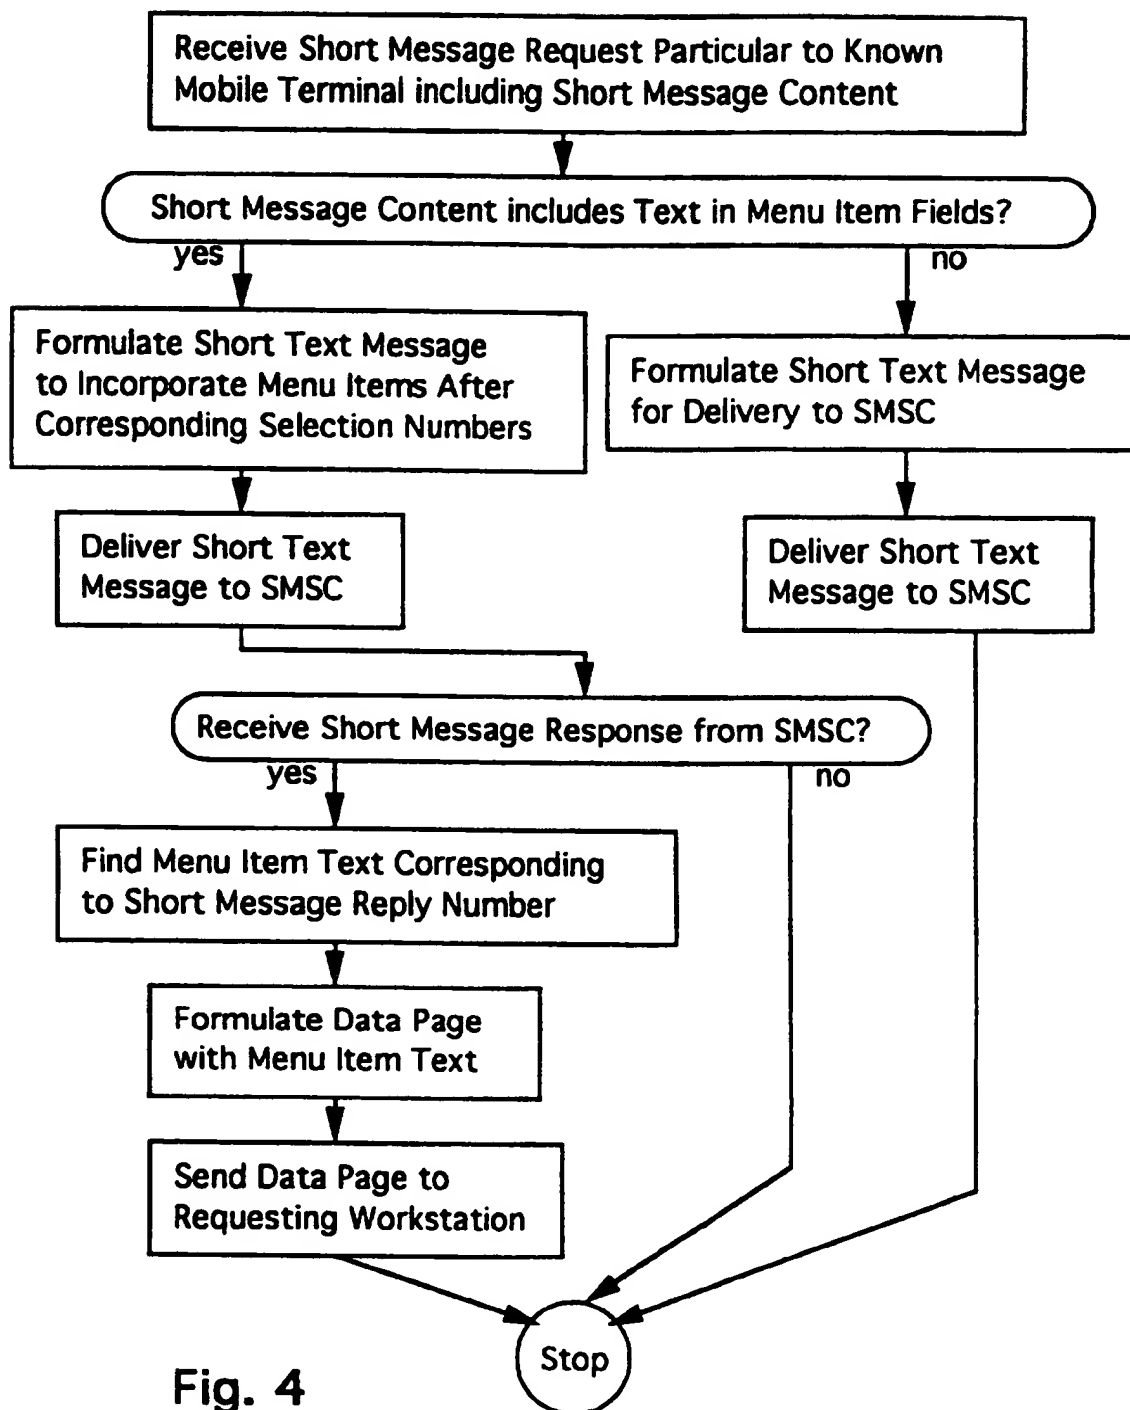 Receive Short Message Request Particular to Known
Mobile Terminal including Short Message Content
Short Message Content includes Text in Menu Item Fields?
yes
no
Formulate Short Text Message
to Incorporate Menu Items After
Corresponding Selection Numbers
Formulate Short Text Message
for Delivery to SMSC
Deliver Short Text
Message to SMSC
Deliver Short Text
Message to SMSC
Receive Short Message Response from SMSC?
yes
no
Find Menu Item Text Corresponding
to Short Message Reply Number
Formulate Data Page
with Menu Item Text
Send Data Page to
Requesting Workstation
Stop
Fig. 4